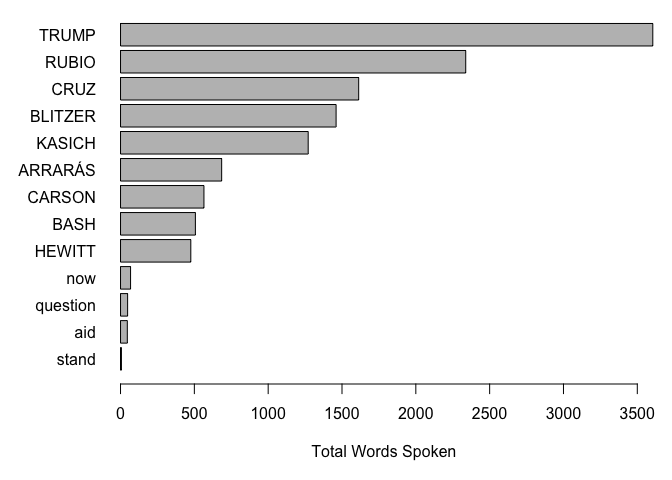 TRUMP
RUBIO
CRUZ
BLITZER
KASICH
ARRARÁS
CARSON
BASH
HEWITT
now
question
aid
stand
0 500 1000 1500 2000 2500 3000 3500
Total Words Spoken